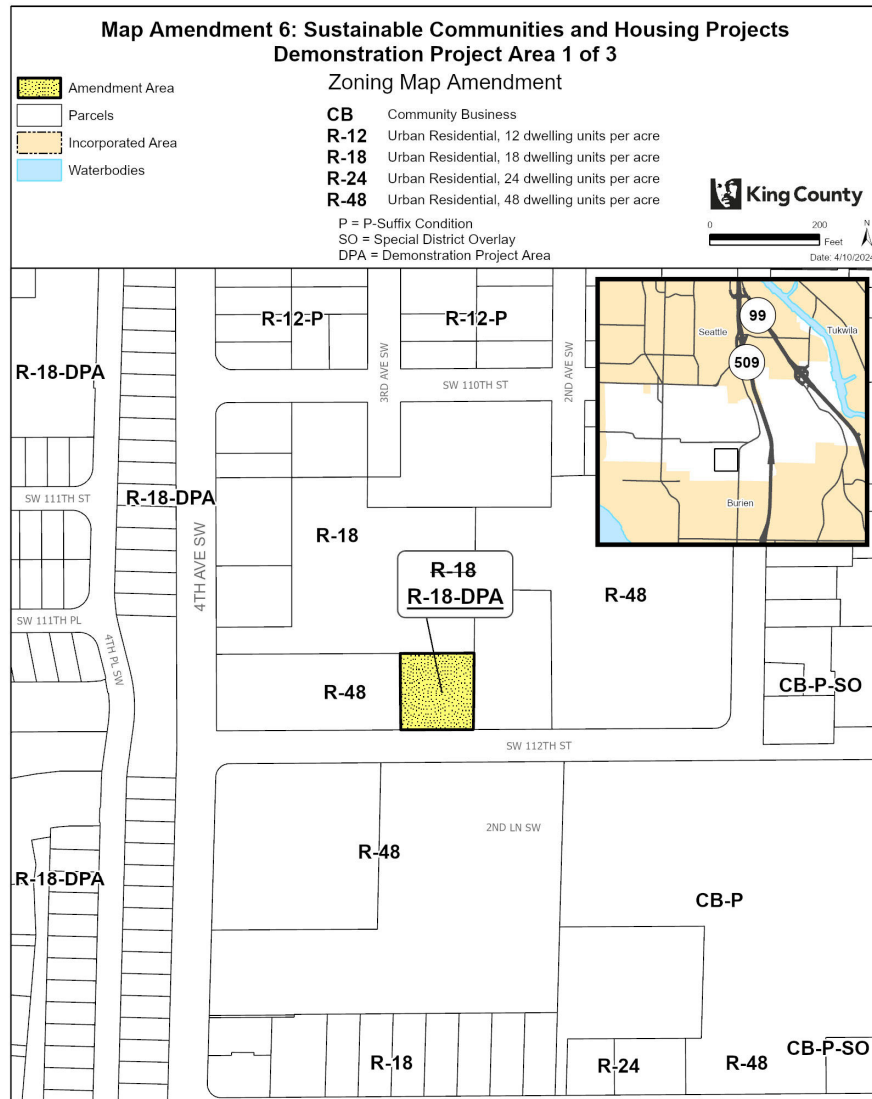 Map Amendment 6: Sustainable Communities and Housing Projects
Demonstration Project Area 1 of 3
Zoning Map Amendment
Amendment Area
Parcels
Incorporated Area
Waterbodies
CB Community Business
R-12 Urban Residential, 12 dwelling units per acre
R-18 Urban Residential, 18 dwelling units per acre
R-24 Urban Residential, 24 dwelling units per acre
R-48 Urban Residential, 48 dwelling units per acre
P = P-Suffix Condition
SO = Special District Overlay
DPA = Demonstration Project Area
King County
0 200
Feet
N
Date: 4/10/2024
R-12-P
R-12-P
R-18-DPA
3RD AVE SW
SW 110TH ST
2ND AVE SW
Seattle
99
Tukwila
509
Burien
SW 111TH ST
R-18-DPA
4TH AVE SW
R-18
R-18
R-18-DPA
R-48
SW 111TH PL
4TH PL SW
R-48
CB-P-SO
SW 112TH ST
2ND LN SW
R-48
R-18-DPA
CB-P
R-18
R-24
R-48
CB-P-SO